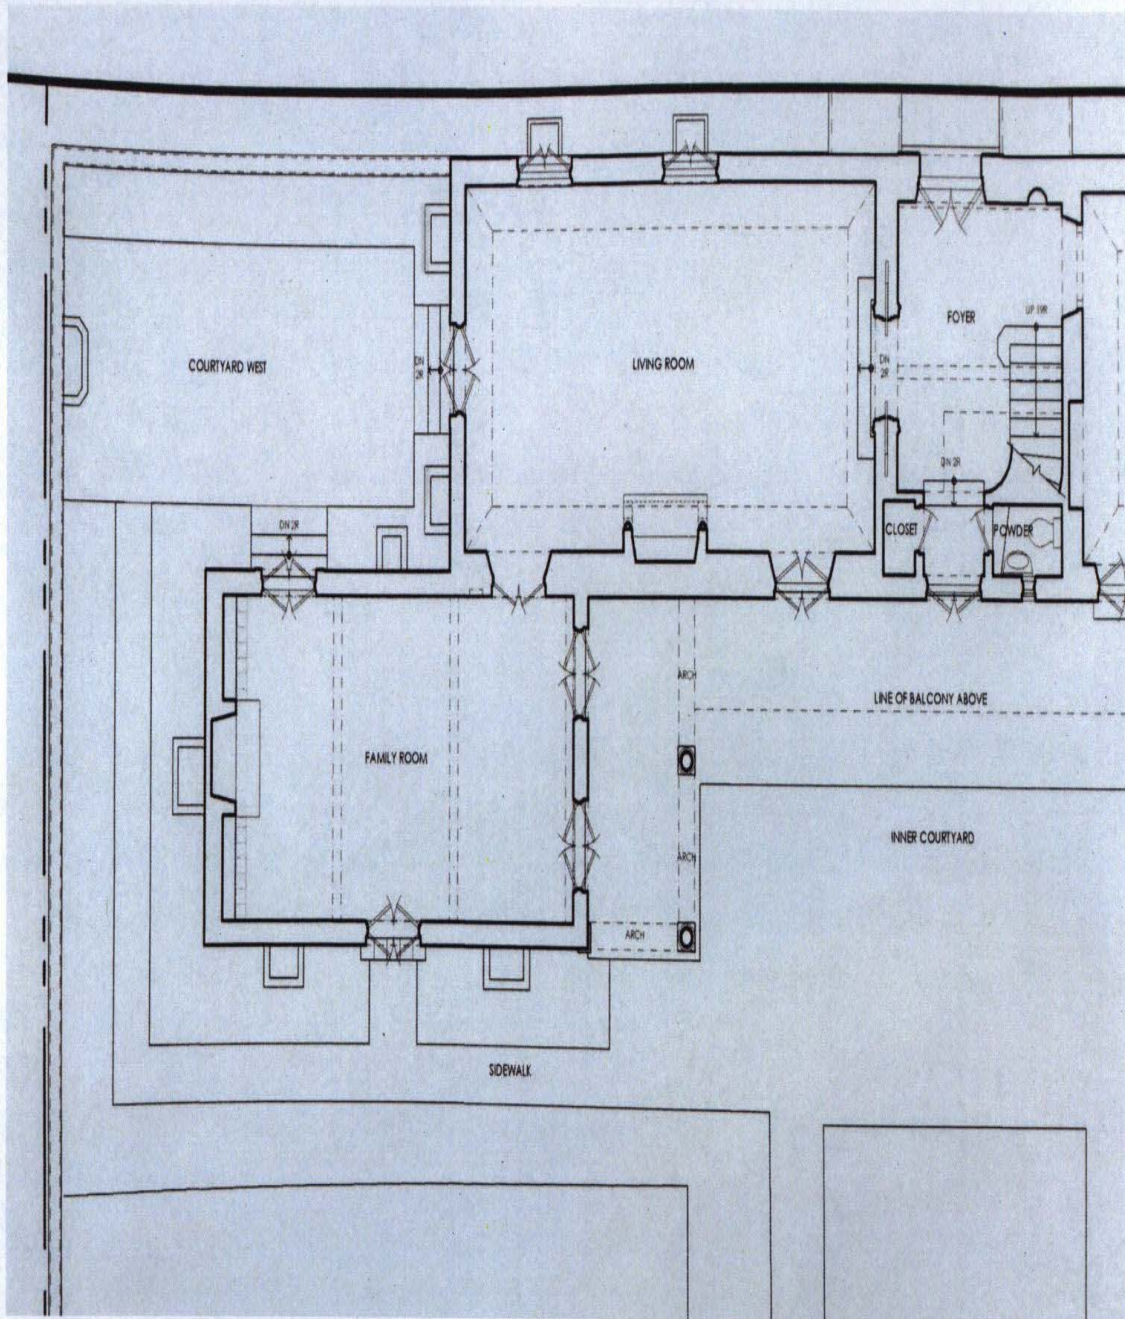 FOYER
UP 19R
COURTYARD WEST
DN
2R
LIVING ROOM
DN
2R
DN 2R
DN 2R
CLOSET
POWDER
ARCH
LINE OF BALCONY ABOVE
FAMILY ROOM
INNER COURTYARD
ARCH
ARCH
SIDEWALK